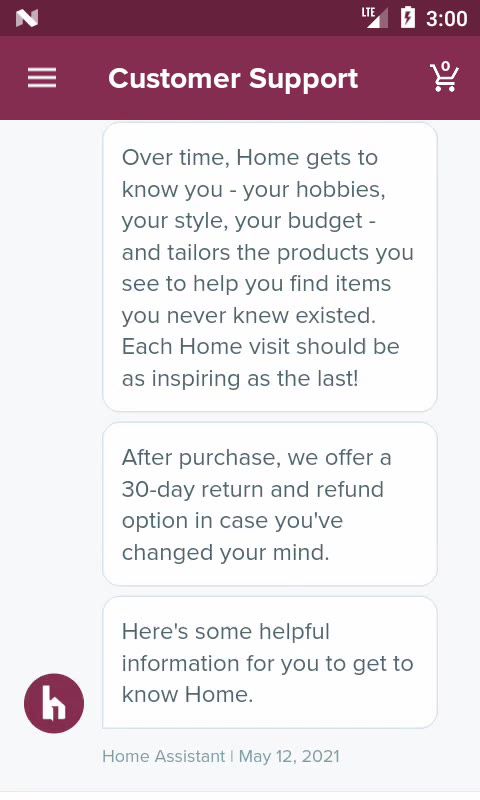 LTE 3:00
Customer Support
0
Over time, Home gets to
know you - your hobbies,
your style, your budget -
and tailors the products you
see to help you find items
you never knew existed.
Each Home visit should be
as inspiring as the last!
After purchase, we offer a
30-day return and refund
option in case you've
changed your mind.
Here's some helpful
information for you to get to
know Home.
h
Home Assistant | May 12, 2021